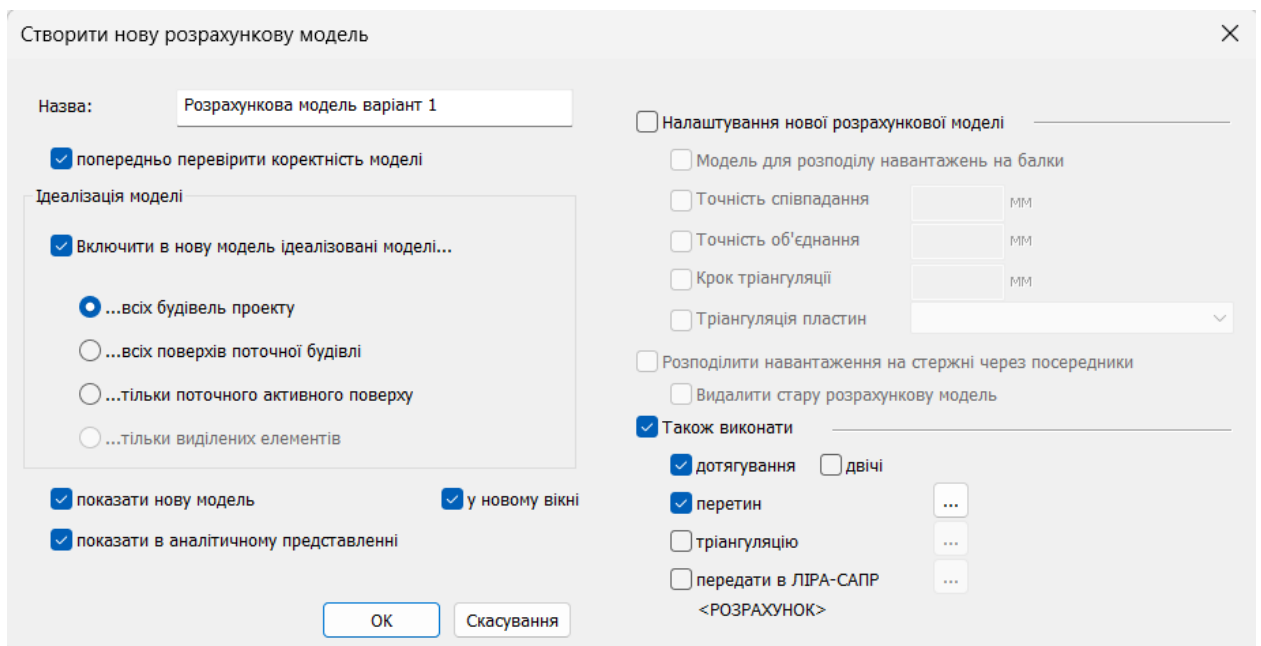 Створити нову розрахункову модель
Назва:
Розрахункова модель варіант 1
попередньо перевірити коректність моделі
Ідеалізація моделі
Включити в нову модель ідеалізовані моделі...
...всіх будівель проекту
...всіх поверхів поточної будівлі
...тільки поточного активного поверху
...тільки виділених елементів
показати нову модель
у новому вікні
показати в аналітичному представленні
ОК
Скасування
Налаштування нової розрахункової моделі
Модель для розподілу навантажень на балки
Точність співпадання
мм
Точність об'єднання
мм
Крок тріангуляції
мм
Тріангуляція пластин
Розподілити навантаження на стержні через посередники
Видалити стару розрахункову модель
Також виконати
дотягування
двічі
перетин
...
тріангуляцію
...
передати в ЛІРА-САПР
...
<РОЗРАХУНОК>